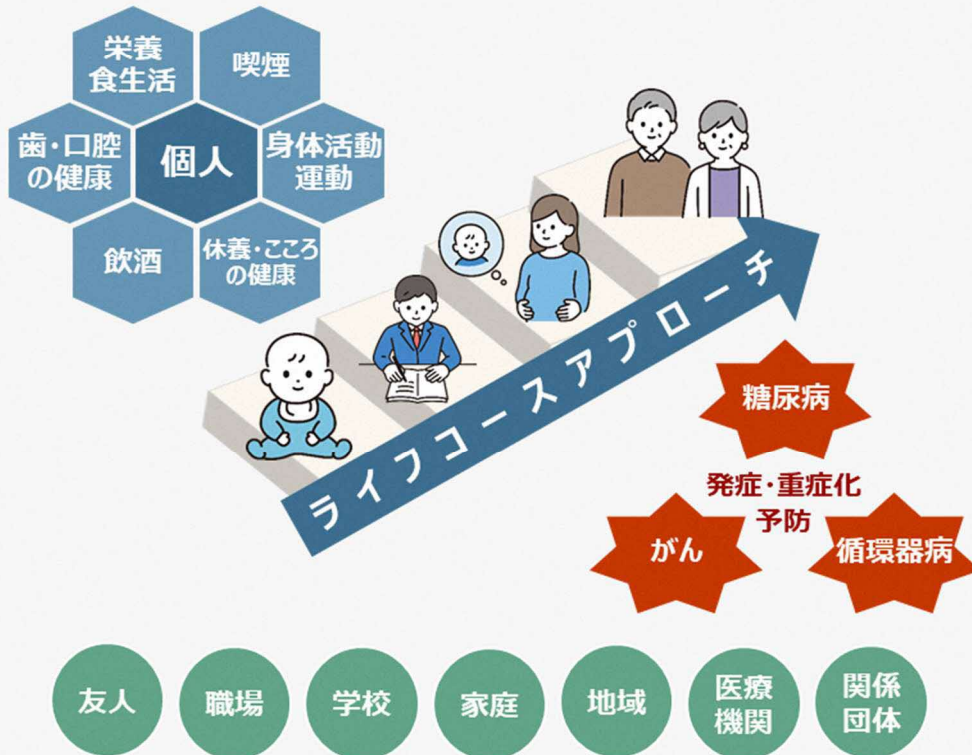 栄養
食生活
喫煙
歯・口腔
の健康
個人
身体活動
運動
飲酒
休養・こころ
の健康
ライフコースアプローチ
糖尿病
発症・重症化
予防
がん
循環器病
友人
職場
学校
家庭
地域
医療
機関
関係
団体